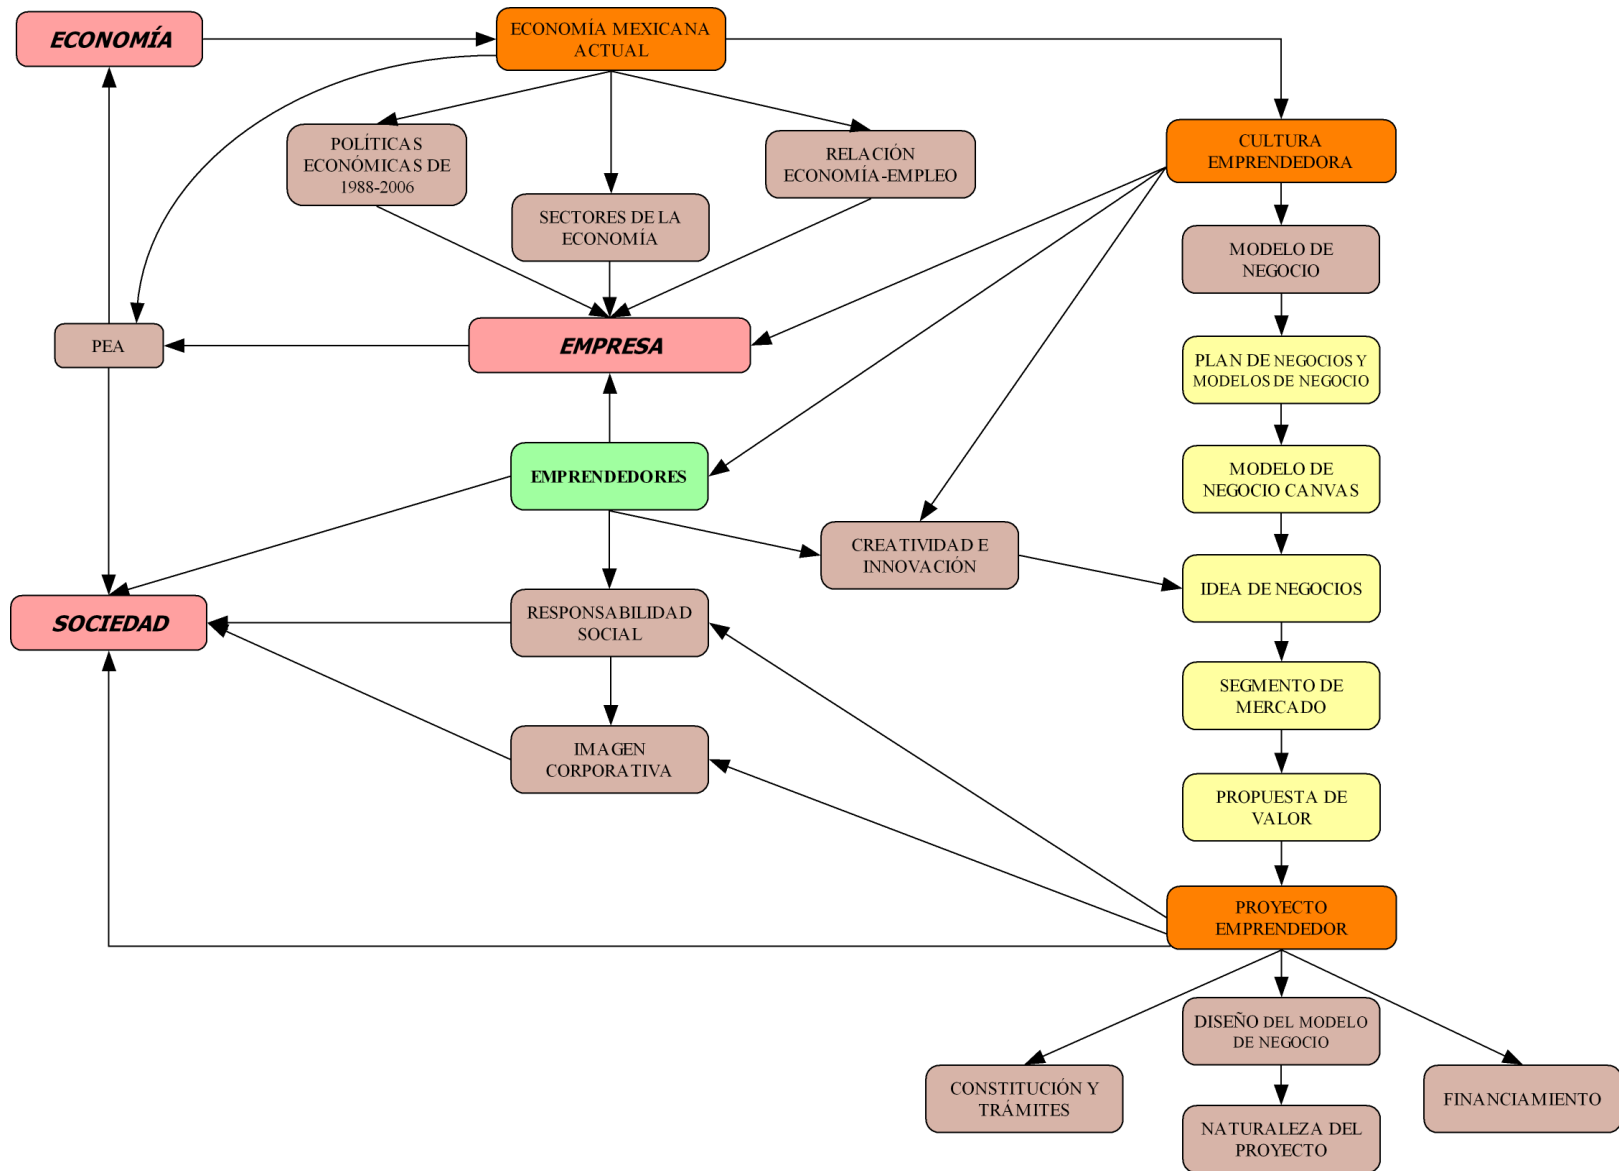 ECONOMÍA
ECONOMÍA MEXICANA
ACTUAL
POLÍTICAS
ECONÓMICAS DE
1988-2006
RELACIÓN
ECONOMÍA-EMPLEO
CULTURA
EMPRENDEDORA
SECTORES DE LA
ECONOMÍA
MODELO DE
NEGOCIO
PEA
EMPRESA
PLAN DE NEGOCIOS Y
MODELOS DE NEGOCIO
EMPRENDEDORES
MODELO DE
NEGOCIO CANVAS
CREATIVIDAD E
INNOVACIÓN
IDEA DE NEGOCIOS
SOCIEDAD
RESPONSABILIDAD
SOCIAL
SEGMENTO DE
MERCADO
IMAGEN
CORPORATIVA
PROPUESTA DE
VALOR
PROYECTO
EMPRENDEDOR
DISEÑO DEL MODELO
DE NEGOCIO
CONSTITUCIÓN Y
TRÁMITES
FINANCIAMIENTO
NATURALEZA DEL
PROYECTO